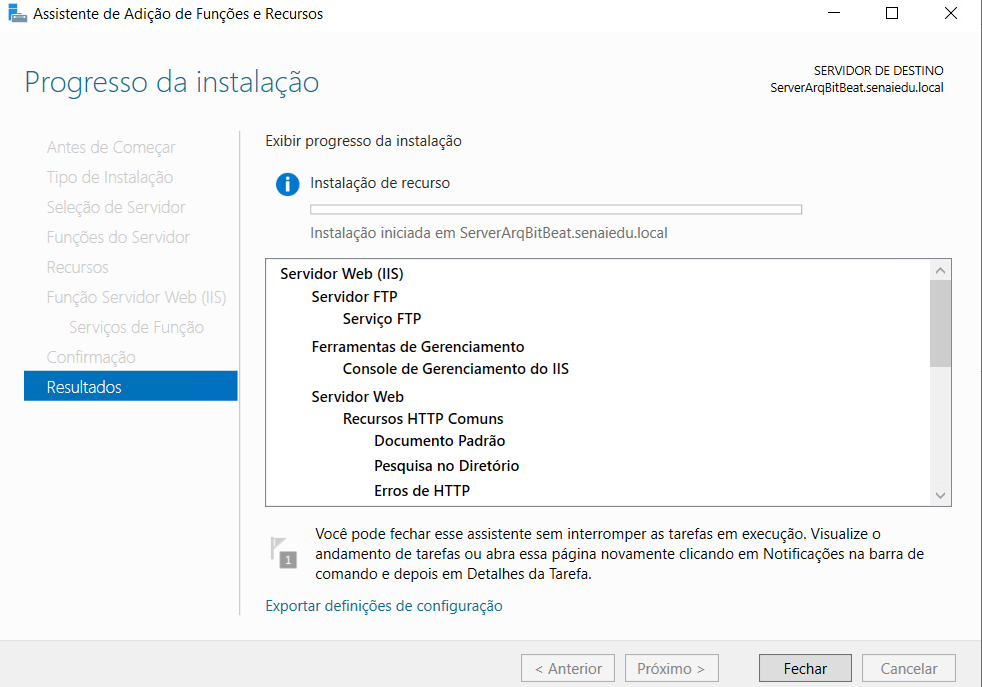 Assistente de Adição de Funções e Recursos
Progresso da instalação
SERVIDOR DE DESTINO
ServerArqBitBeat.senaiedu.local
Antes de Começar
Tipo de Instalação
Seleção de Servidor
Funções do Servidor
Recursos
Função Servidor Web (IIS)
Serviços de Função
Confirmação
Resultados
Exibir progresso da instalação
Instalação de recurso
Instalação iniciada em ServerArqBitBeat.senaiedu.local
Servidor Web (IIS)
Servidor FTP
Serviço FTP
Ferramentas de Gerenciamento
Console de Gerenciamento do IIS
Servidor Web
Recursos HTTP Comuns
Documento Padrão
Pesquisa no Diretório
Erros de HTTP
1
Você pode fechar esse assistente sem interromper as tarefas em execução. Visualize o
andamento de tarefas ou abra essa página novamente clicando em Notificações na barra de
comando e depois em Detalhes da Tarefa.
Exportar definições de configuração
< Anterior
Próximo >
Fechar
Cancelar